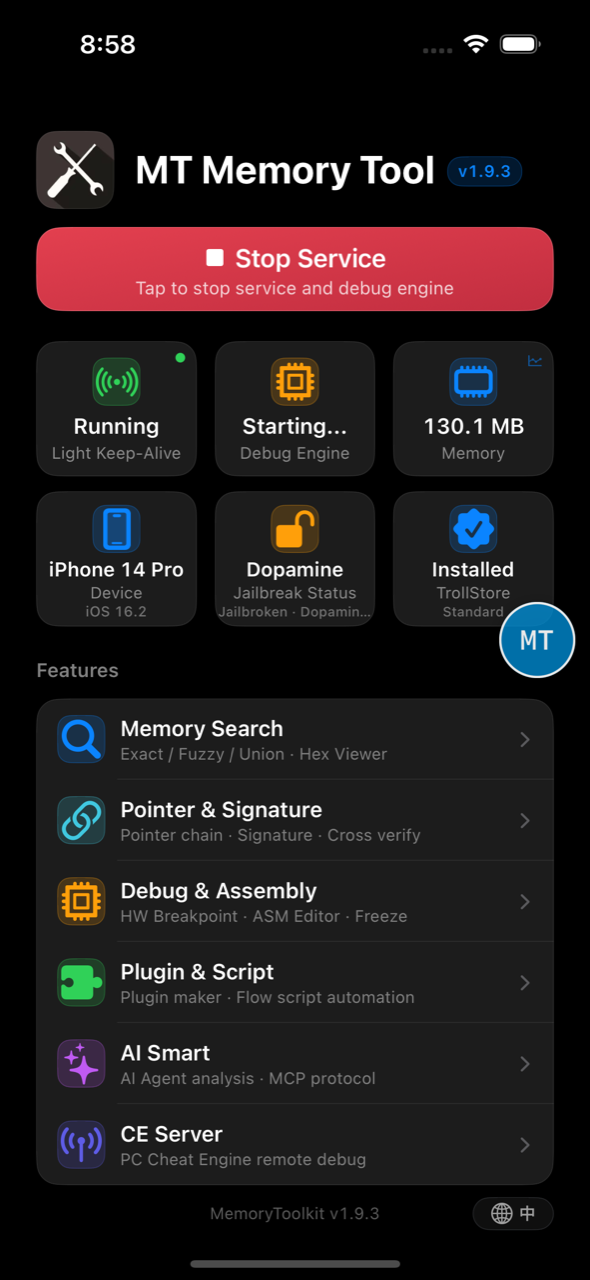 8:58
MT Memory Tool v1.9.3
Stop Service
Tap to stop service and debug engine
Running
Light Keep-Alive
Starting...
Debug Engine
130.1 MB
Memory
iPhone 14 Pro
Device
iOS 16.2
Dopamine
Jailbreak Status
Jailbroken · Dopamin...
Installed
TrollStore
Standard
MT
Features
Memory Search
Exact / Fuzzy / Union · Hex Viewer
Pointer & Signature
Pointer chain · Signature · Cross verify
Debug & Assembly
HW Breakpoint · ASM Editor · Freeze
Plugin & Script
Plugin maker · Flow script automation
AI Smart
AI Agent analysis · MCP protocol
CE Server
PC Cheat Engine remote debug
MemoryToolkit v1.9.3
中